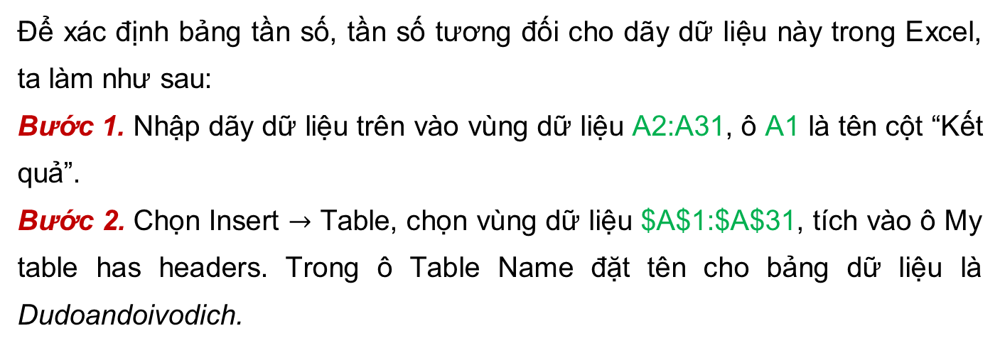 Để xác định bảng tần số, tần số tương đối cho dãy dữ liệu này trong Excel,
ta làm như sau:
Bước 1. Nhập dãy dữ liệu trên vào vùng dữ liệu A2:A31, ô A1 là tên cột “Kết
quả”.
Bước 2. Chọn Insert → Table, chọn vùng dữ liệu $A$1:$A$31, tích vào ô My
table has headers. Trong ô Table Name đặt tên cho bảng dữ liệu là
Dudoandoivodich.